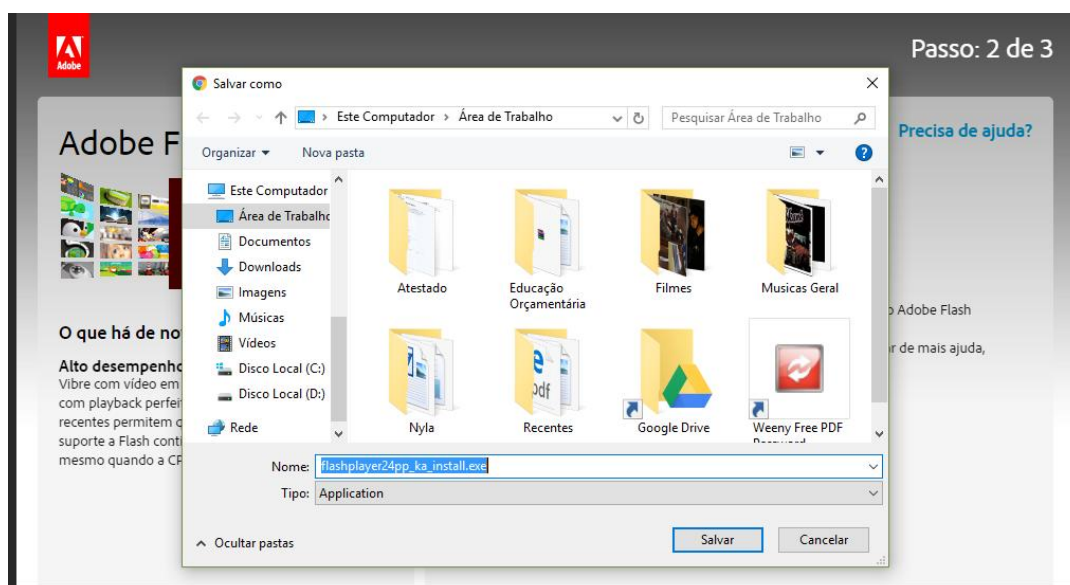 Adobe
Passo: 2 de 3
Salvar como
Este Computador > Área de Trabalho
Pesquisar Área de Trabalho
Precisa de ajuda?
Adobe F
Organizar
Nova pasta
Este Computador
Área de Trabalho
Documentos
Downloads
Imagens
Músicas
Vídeos
Disco Local (C:)
Disco Local (D:)
Rede
Atestado
Educação
Orçamentária
Filmes
Musicas Geral
Nyla
Recentes
Google Drive
Weeny Free PDF
pdf
o Adobe Flash
r de mais ajuda,
O que há de no
Alto desempenho
Vibre com vídeo em
com playback perfei
recentes permitem
suporte a Flash conti
mesmo quando a CP
Nome: flashplayer24pp_ka_install.exe
Tipo: Application
Ocultar pastas
Salvar
Cancelar